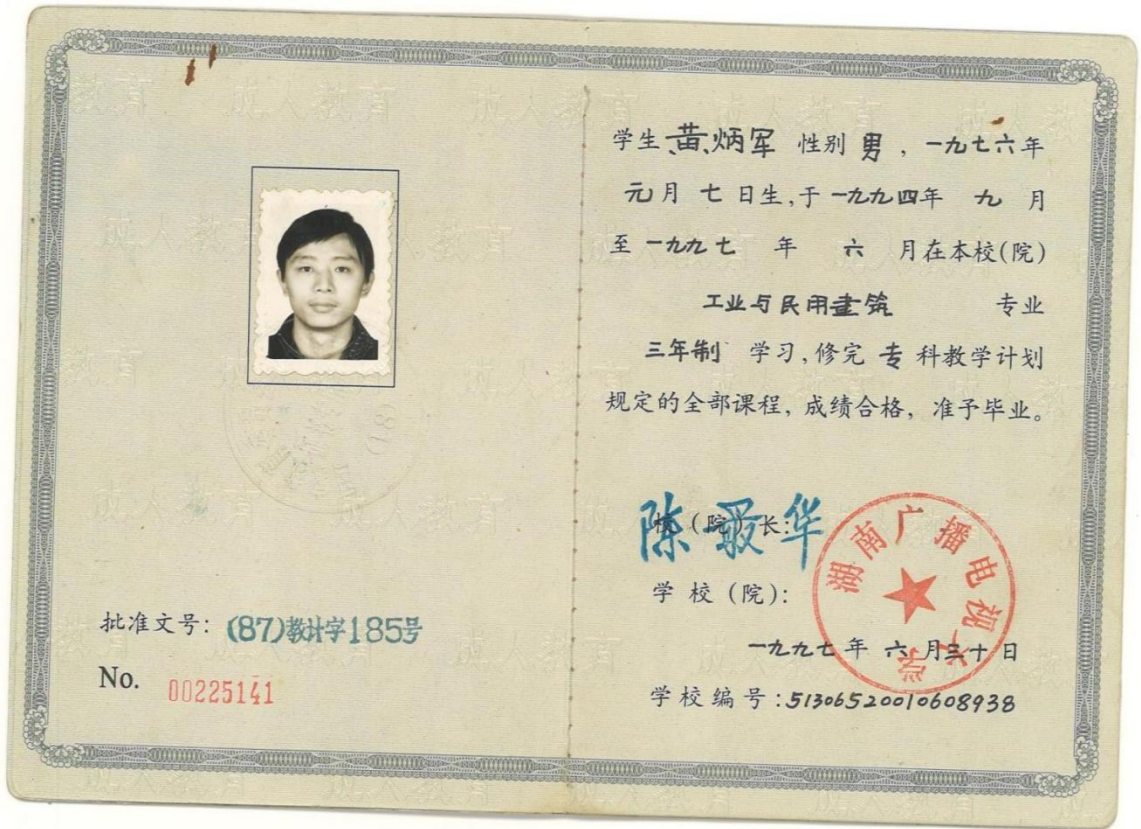 批准文号：(87)教计字185号
No. 00225141
学生 黄炳军 性别 男，一九七六年
元月 七 日生，于 一九九四年 九 月
至 一九九七 年 六 月在本校(院)
工业与民用建筑 专业
三年制 学习，修完 专 科教学计划
规定的全部课程，成绩合格，准予毕业。
校（院）长：陈 华
学 校（院）：
湖南广播电视大学
一九九七年 六 月三十日
学校编号：51306520010608938
成人教育